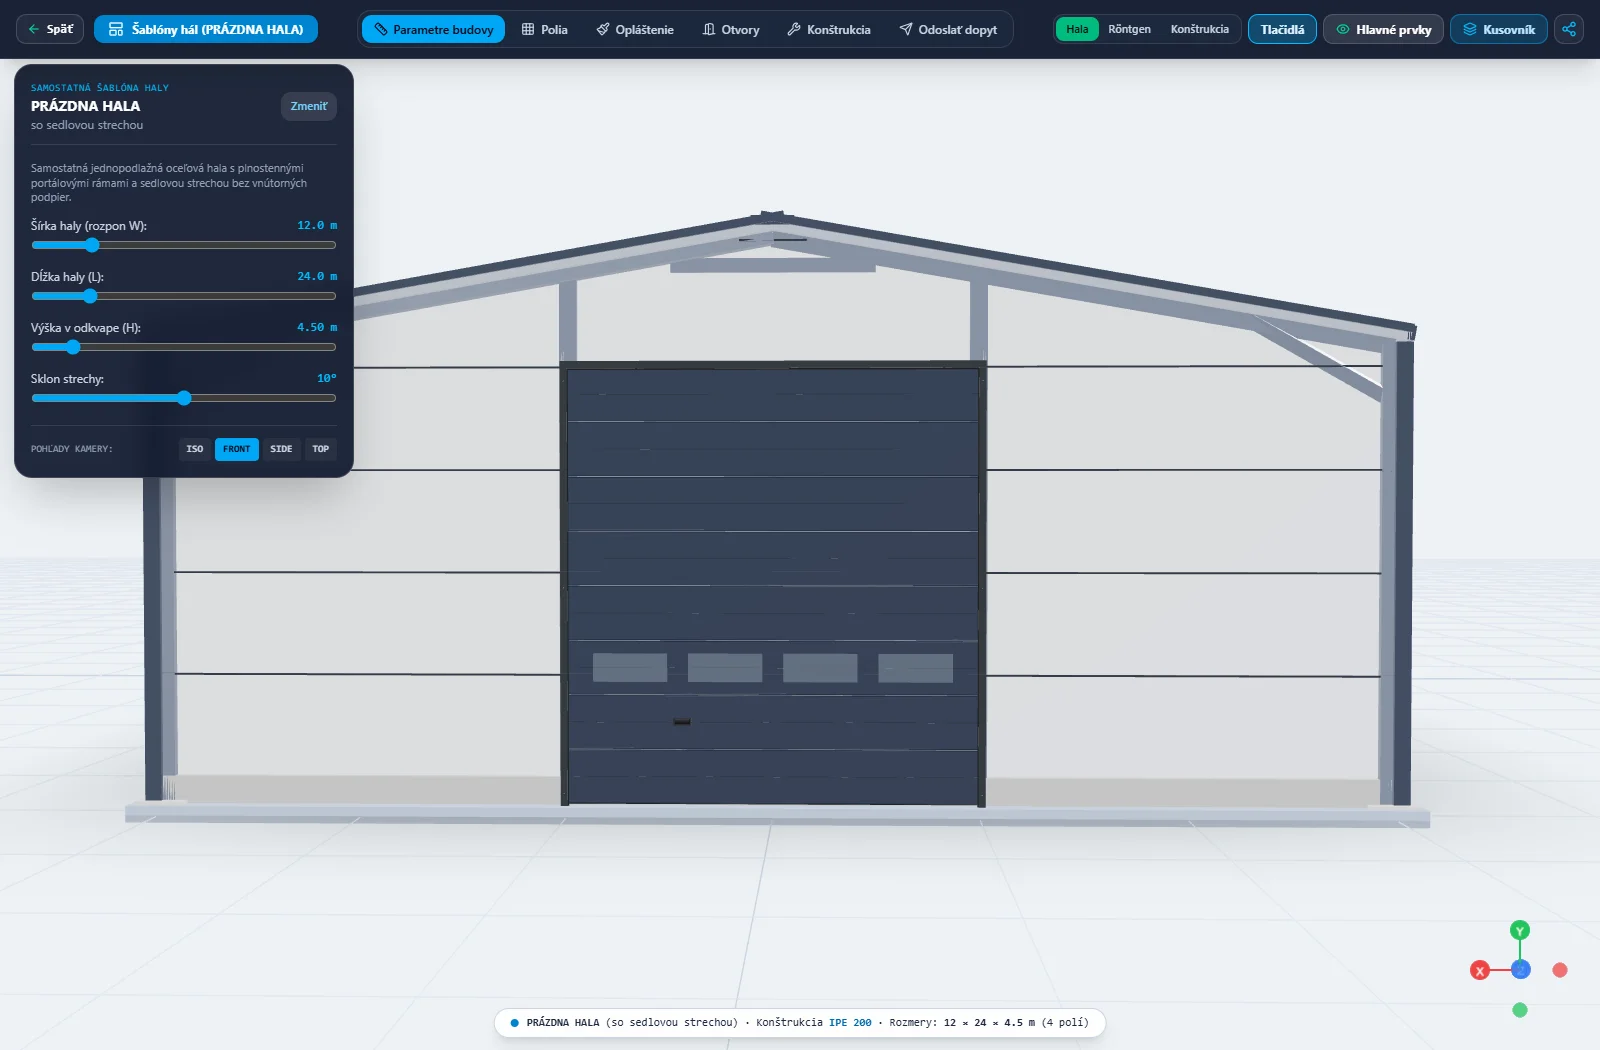 Späť
Šablóny hál (PRÁZDNA HALA)
Parametre budovy
Polia
Opláštenie
Otvory
Konštrukcia
Odoslať dopyt
Hala
Röntgen
Konštrukcia
Tlačidlá
Hlavné prvky
Kusovník
SAMOSTATNÁ ŠABLÓNA HALY
PRÁZDNA HALA
so sedlovou strechou
Zmeniť
Samostatná jednopodlažná oceľová hala s plnostennými
portálovými rámami a sedlovou strechou bez vnútorných
podpier.
Šírka haly (rozpon W): 12.0 m
Dĺžka haly (L): 24.0 m
Výška v odkvape (H): 4.50 m
Sklon strechy: 10°
POHĽADY KAMERY: ISO FRONT SIDE TOP
Y
X
Z
PRÁZDNA HALA (so sedlovou strechou) · Konštrukcia IPE 200 · Rozmery: 12 × 24 × 4.5 m (4 polí)